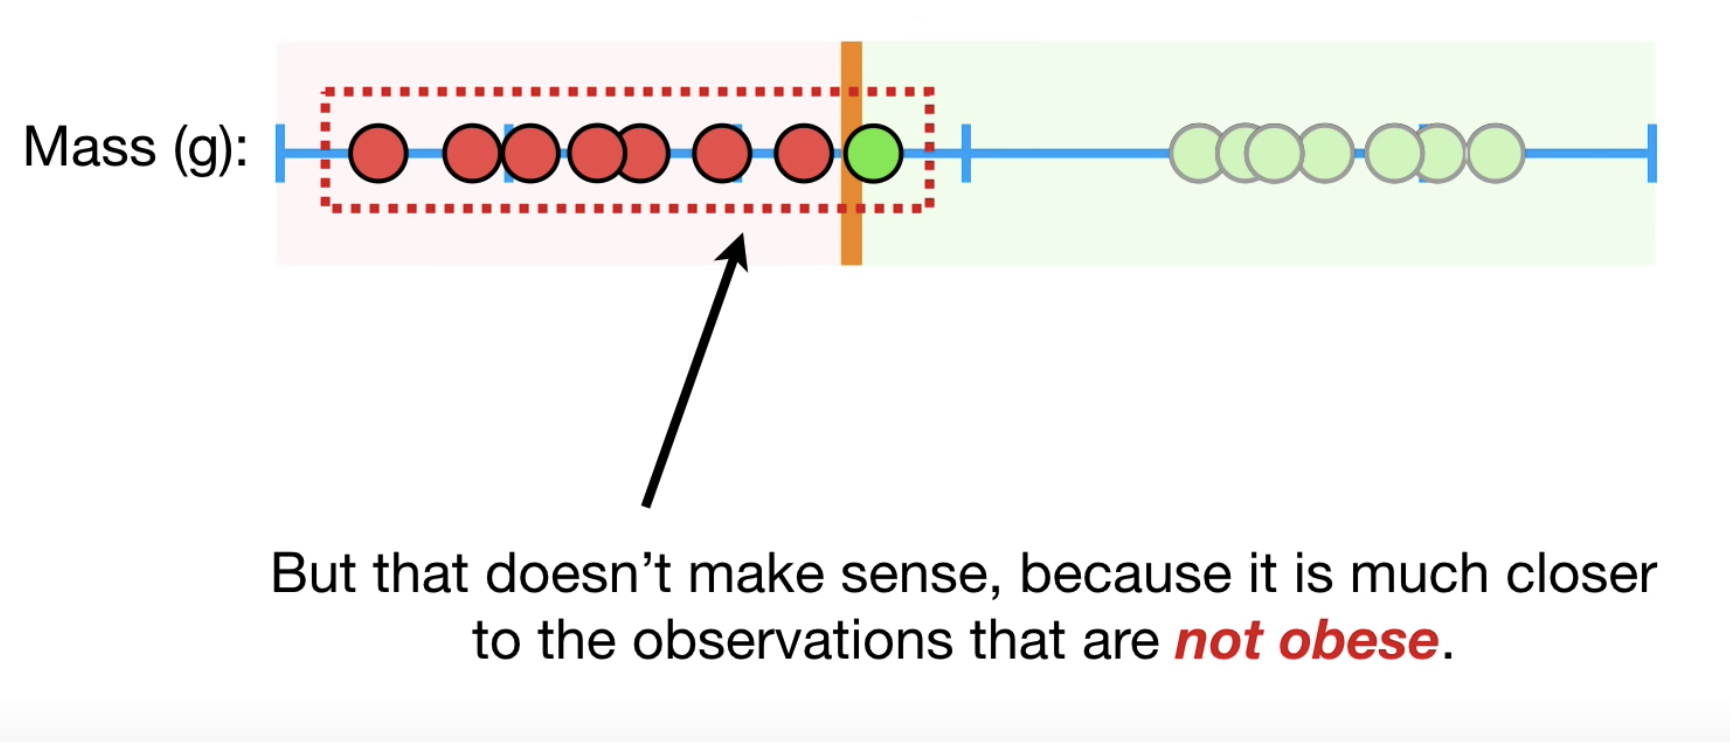 Mass (g):
But that doesn’t make sense, because it is much closer
to the observations that are not obese.